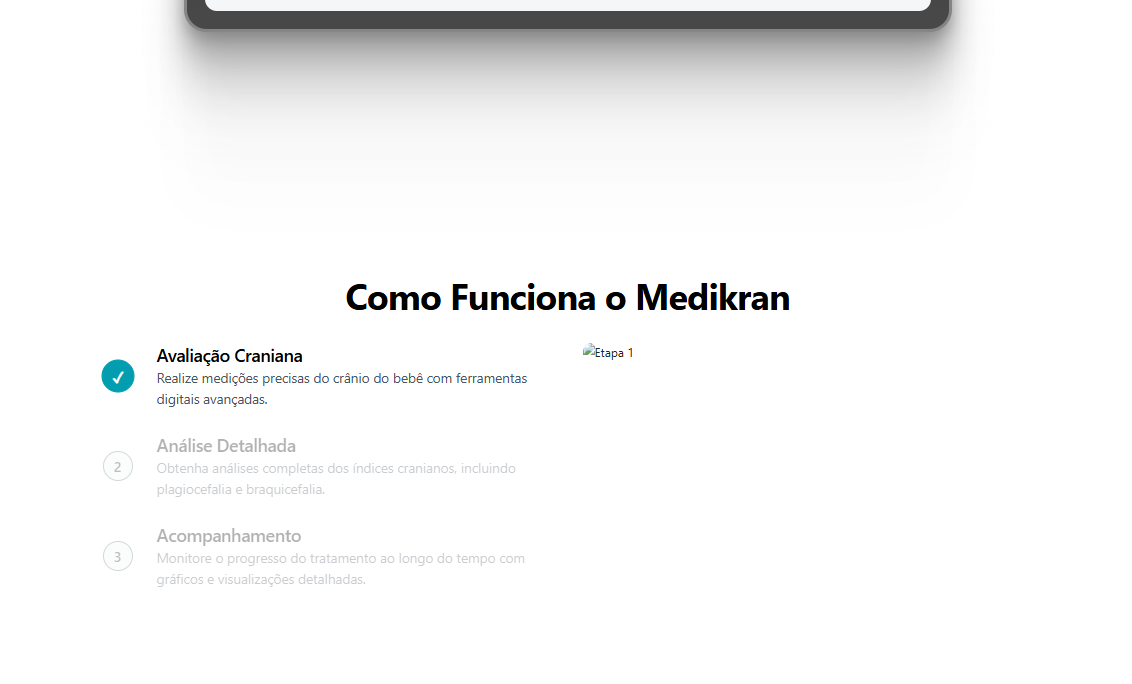 Como Funciona o Medikran
Avaliação Craniana
Realize medições precisas do crânio do bebê com ferramentas
digitais avançadas.
Etapa 1
2
Análise Detalhada
Obtenha análises completas dos índices cranianos, incluindo
plagiocefalia e braquicefalia.
3
Acompanhamento
Monitore o progresso do tratamento ao longo do tempo com
gráficos e visualizações detalhadas.